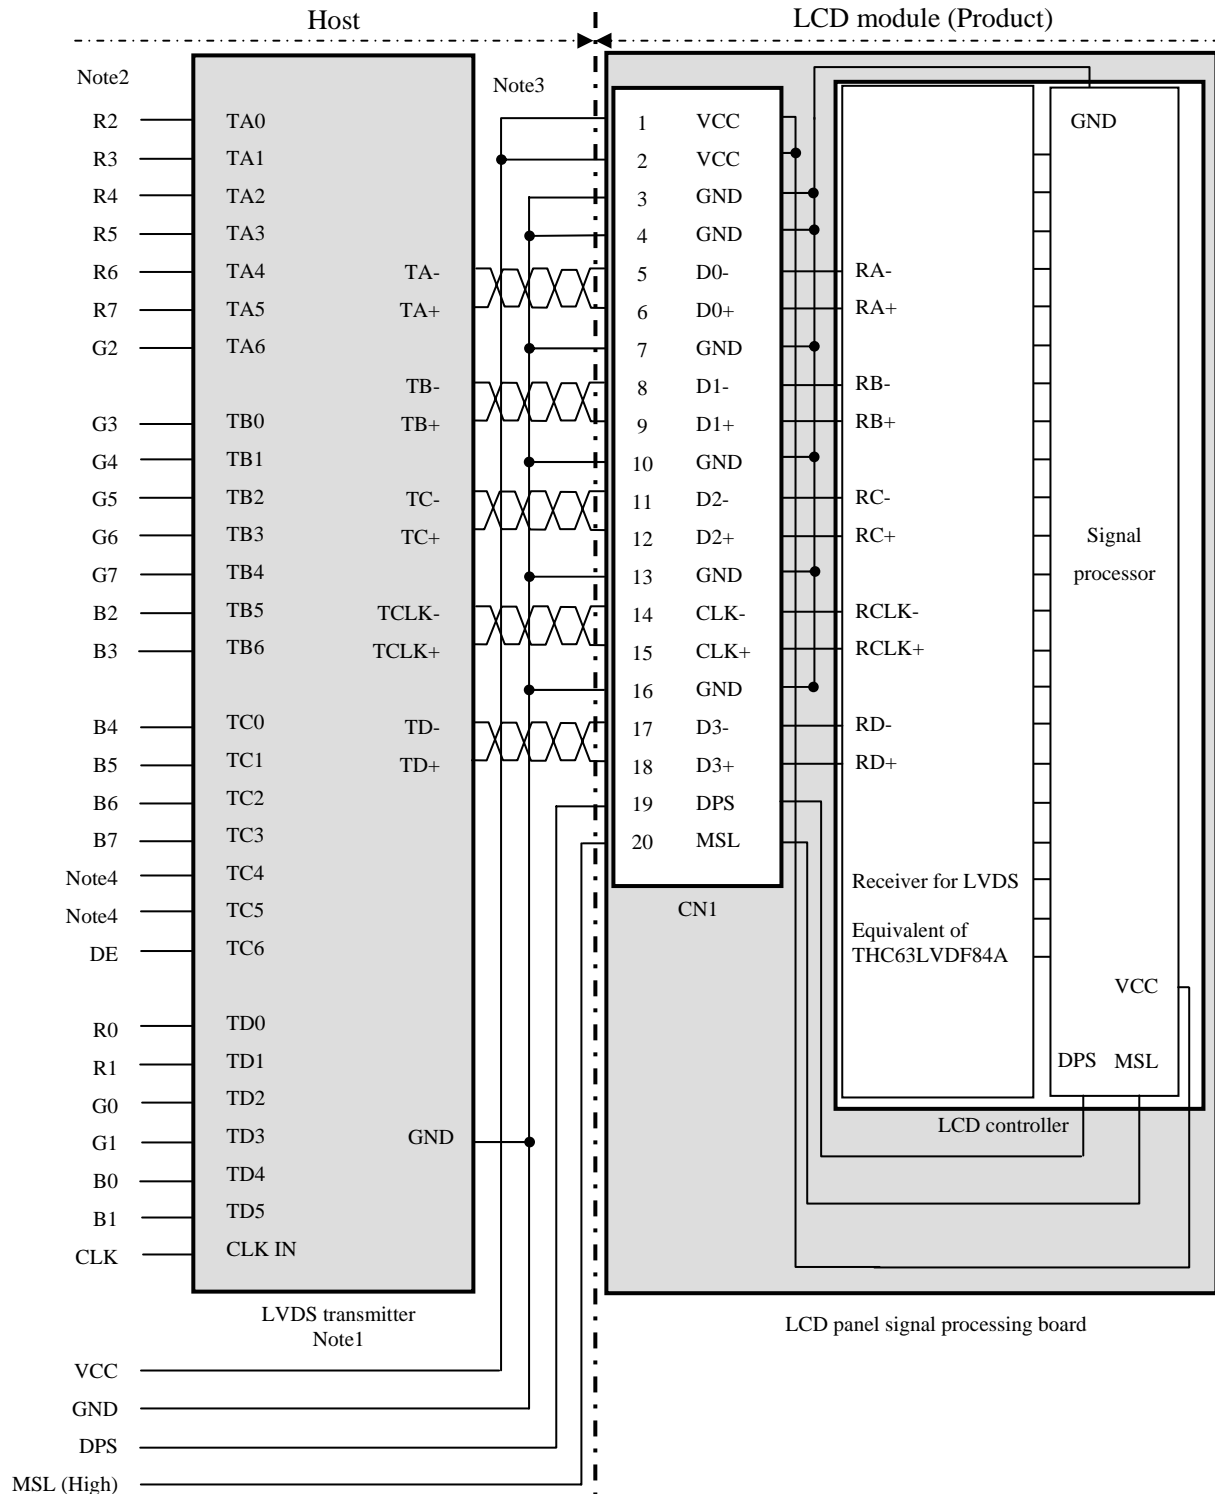 Host
LCD module (Product)
Note2
Note3
R2 TA0
R3 TA1
R4 TA2
R5 TA3
R6 TA4 TA-
R7 TA5 TA+
G2 TA6
TB-
G3 TB0 TB+
G4 TB1
G5 TB2 TC-
G6 TB3 TC+
G7 TB4
B2 TB5 TCLK-
B3 TB6 TCLK+
B4 TC0 TD-
B5 TC1 TD+
B6 TC2
B7 TC3
Note4 TC4
Note4 TC5
DE TC6
R0 TD0
R1 TD1
G0 TD2
G1 TD3 GND
B0 TD4
B1 TD5
CLK CLK IN
LVDS transmitter
Note1
VCC
GND
DPS
MSL (High)
1 VCC
2 VCC
3 GND
4 GND
5 D0- RA-
6 D0+ RA+
7 GND
8 D1- RB-
9 D1+ RB+
10 GND
11 D2- RC-
12 D2+ RC+
13 GND
14 CLK- RCLK-
15 CLK+ RCLK+
16 GND
17 D3- RD-
18 D3+ RD+
19 DPS
20 MSL
CN1
Receiver for LVDS
Equivalent of
THC63LVDF84A
GND
Signal
processor
VCC
DPS MSL
LCD controller
LCD panel signal processing board